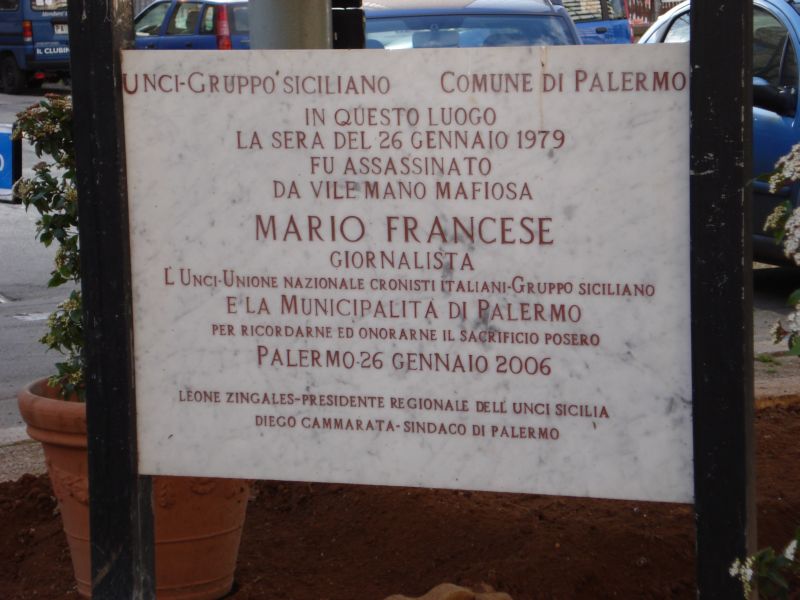 UNCI-GRUPPO SICILIANO COMUNE DI PALERMO
IN QUESTO LUOGO
LA SERA DEL 26 GENNAIO 1979
FU ASSASSINATO
DA VILE MANO MAFIOSA
MARIO FRANCESE
GIORNALISTA
L'UNCI-UNIONE NAZIONALE CRONISTI ITALIANI-GRUPPO SICILIANO
E LA MUNICIPALITÀ DI PALERMO
PER RICORDARNE ED ONORARNE IL SACRIFICIO POSERO
PALERMO-26 GENNAIO 2006
LEONE ZINGALES-PRESIDENTE REGIONALE DELL'UNCI SICILIA
DIEGO CAMMARATA-SINDACO DI PALERMO